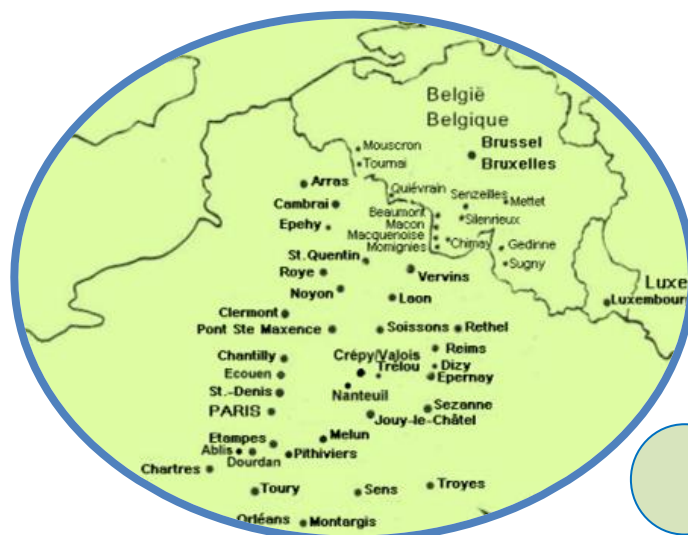 België
Belgique
Brussel
Bruxelles
Mouscron
Tournai
Arras
Quiévrain
Cambrai
Senzeilles
Mettet
Beaumont
Silenrieux
Epehy
Macon
Macquenoise
Momignies
Chimay
Gedinne
St. Quentin
Sugny
Roye
Vervins
Luxe
Noyon
Laon
Luxembourg
Clermont
Pont Ste Maxence
Soissons
Rethel
Reims
Chantilly
Crépy/Valois
Dizy
Ecouen
Trélou
Epernay
St.-Denis
Nanteuil
PARIS
Sezanne
Jouy-le-Châtel
Etampes
Melun
Ablis
Dourdan
Pithiviers
Chartres
Toury
Sens
Troyes
Orléans
Montargis